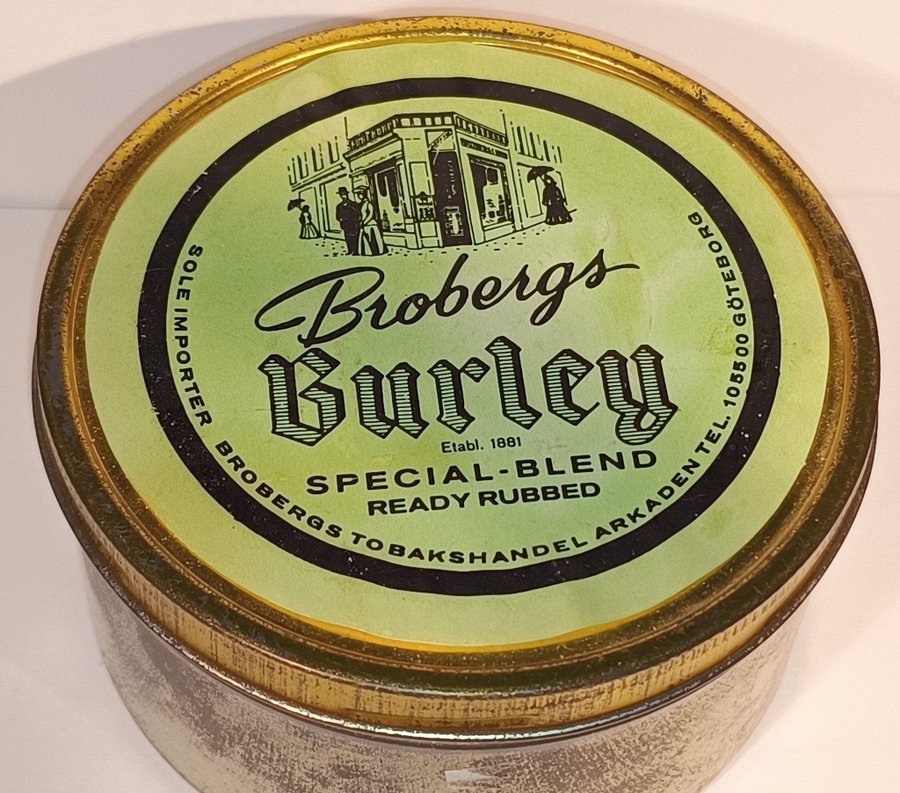 Brobergs
Burley
Etabl. 1881
SPECIAL-BLEND
READY RUBBED
SOLE IMPORTER BROBERGS TOBAKSHANDEL ARKADEN TEL. 105500 GÖTEBORG